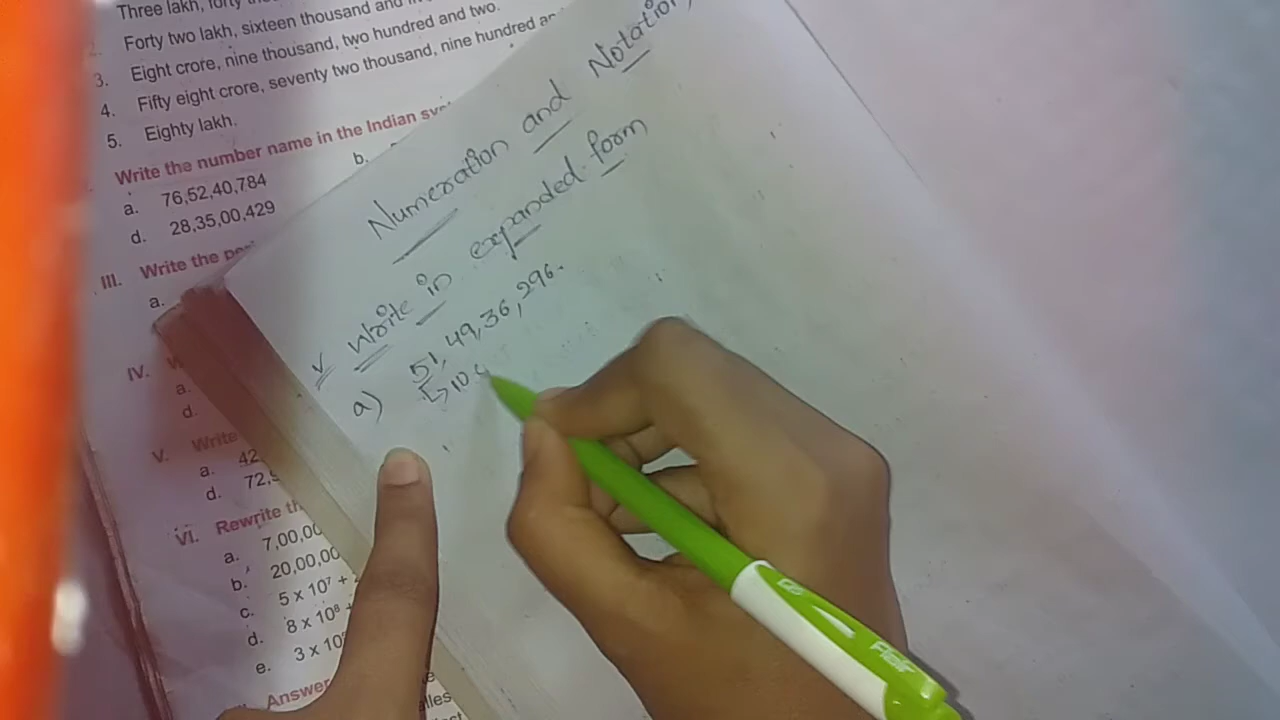 Three lakh,
Forty two lakh, sixteen thousand and
3. Eight crore, nine thousand, two hundred and two.
4. Fifty eight crore, seventy two thousand, nine hundred
5. Eighty lakh.
Write the number name in the Indian
a. 76,52,40,784
b.
d. 28,35,00,429
III. Write the
a.
IV.
a.
d.
V. Write
a. 42
d. 72,
VI. Rewrite
a. 7,00,00
b. 20,00,00
c. 5 x 10⁷ +
d. 8 x 10⁸ +
e. 3 x 10
Answer
Numeration and Notation
V Write in expanded form
a) 51,49,36,296.
↳10
Flair